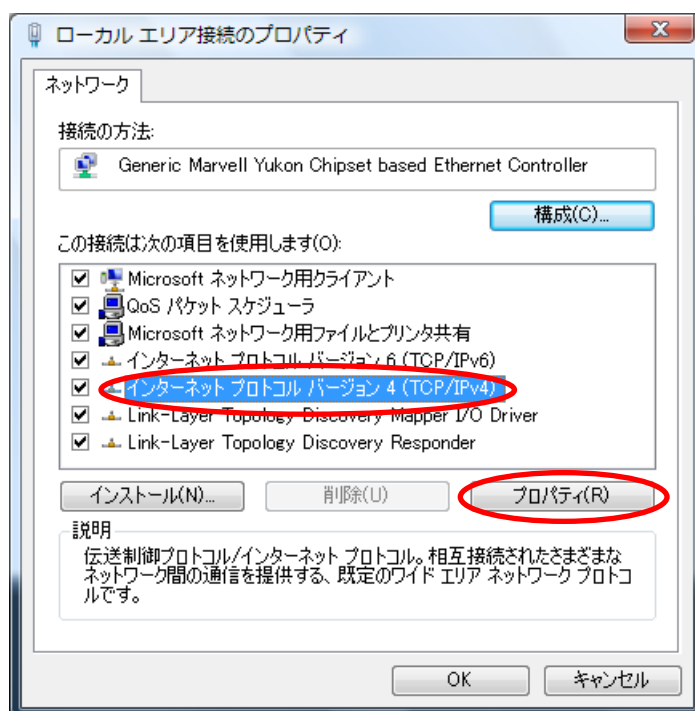 ローカル エリア接続のプロパティ
ネットワーク
接続の方法:
Generic Marvell Yukon Chipset based Ethernet Controller
構成(C)...
この接続は次の項目を使用します(O):
Microsoft ネットワーク用クライアント
QoS パケット スケジューラ
Microsoft ネットワーク用ファイルとプリンタ共有
インターネット プロトコル バージョン 6 (TCP/IPv6)
インターネット プロトコル バージョン 4 (TCP/IPv4)
Link-Layer Topology Discovery Mapper I/O Driver
Link-Layer Topology Discovery Responder
インストール(N)...
削除(U)
プロパティ(R)
説明
伝送制御プロトコル/インターネット プロトコル。相互接続されたさまざまな
ネットワーク間の通信を提供する、既定のワイド エリア ネットワーク プロトコ
ルです。
OK
キャンセル